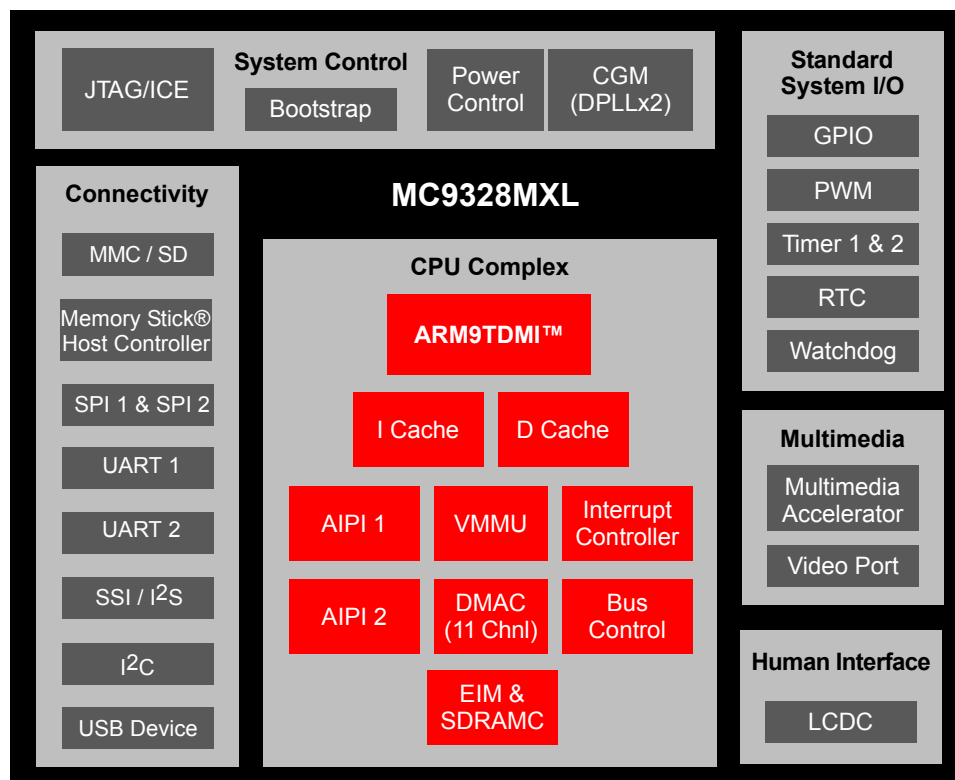 System Control
JTAG/ICE
Bootstrap
Power
Control
CGM
(DPLLx2)
Standard
System I/O
GPIO
PWM
Timer 1 & 2
RTC
Watchdog
MC9328MXL
Connectivity
MMC / SD
Memory Stick®
Host Controller
SPI 1 & SPI 2
UART 1
UART 2
SSI / I2S
I2C
USB Device
CPU Complex
ARM9TDMI™
I Cache
D Cache
AIPI 1
VMMU
Interrupt
Controller
AIPI 2
DMAC
(11 Chnl)
Bus
Control
EIM &
SDRAMC
Multimedia
Multimedia
Accelerator
Video Port
Human Interface
LCDC